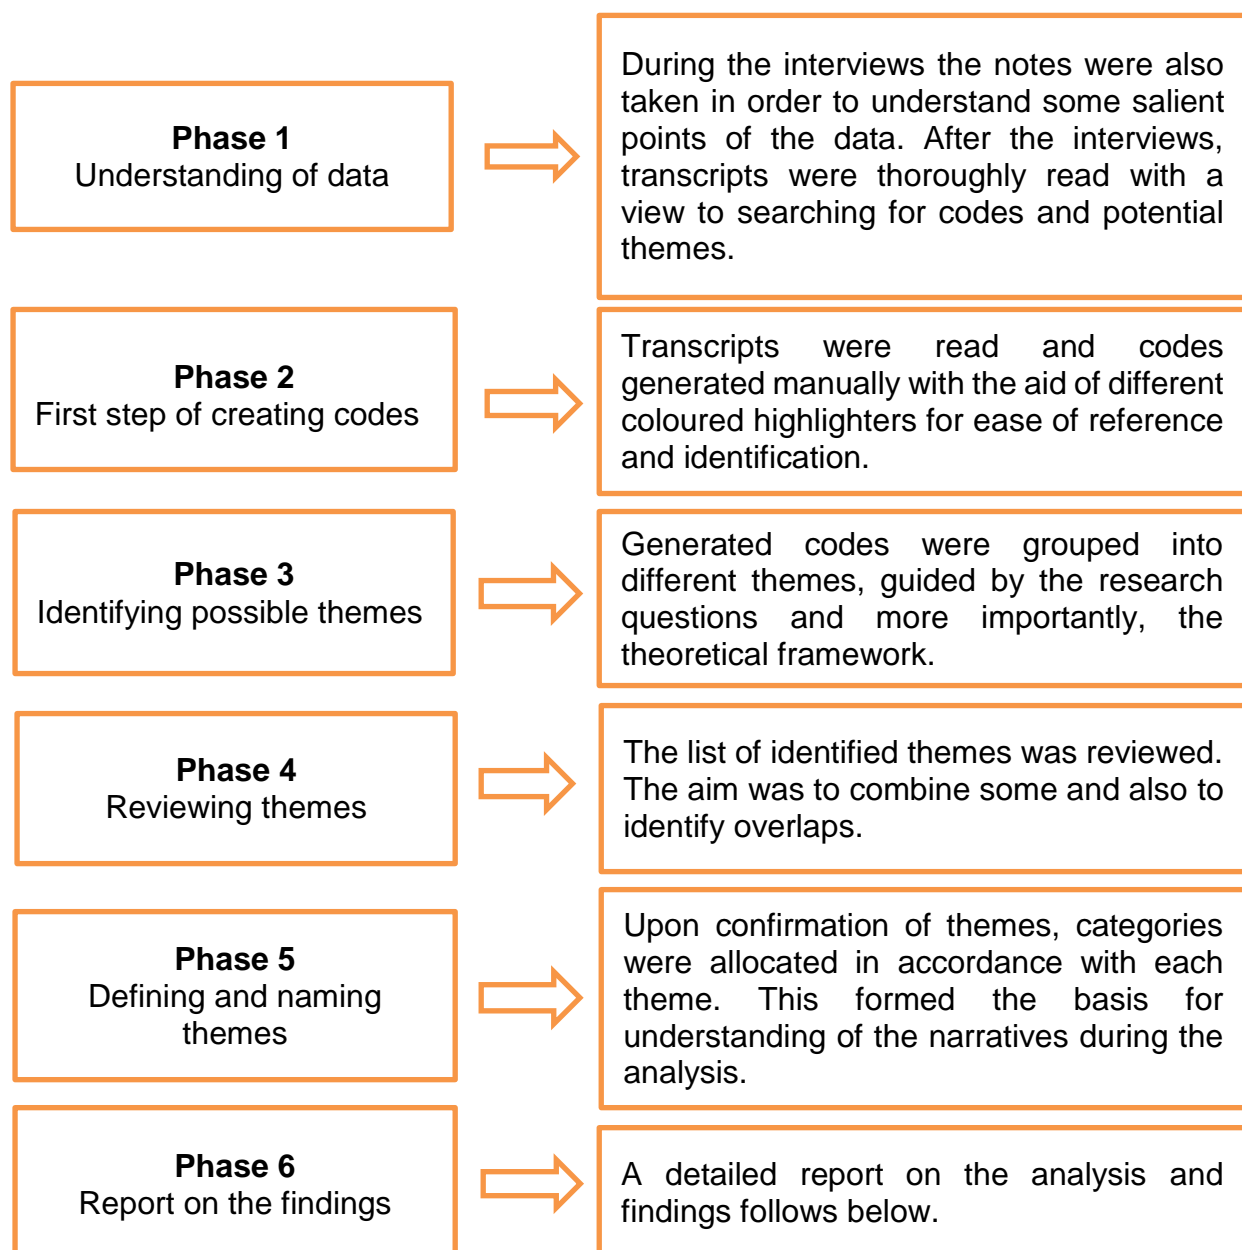 Phase 1
Understanding of data
During the interviews the notes were also
taken in order to understand some salient
points of the data. After the interviews,
transcripts were thoroughly read with a
view to searching for codes and potential
themes.
Phase 2
First step of creating codes
Transcripts were read and codes
generated manually with the aid of different
coloured highlighters for ease of reference
and identification.
Phase 3
Identifying possible themes
Generated codes were grouped into
different themes, guided by the research
questions and more importantly, the
theoretical framework.
Phase 4
Reviewing themes
The list of identified themes was reviewed.
The aim was to combine some and also to
identify overlaps.
Phase 5
Defining and naming
themes
Upon confirmation of themes, categories
were allocated in accordance with each
theme. This formed the basis for
understanding of the narratives during the
analysis.
Phase 6
Report on the findings
A detailed report on the analysis and
findings follows below.